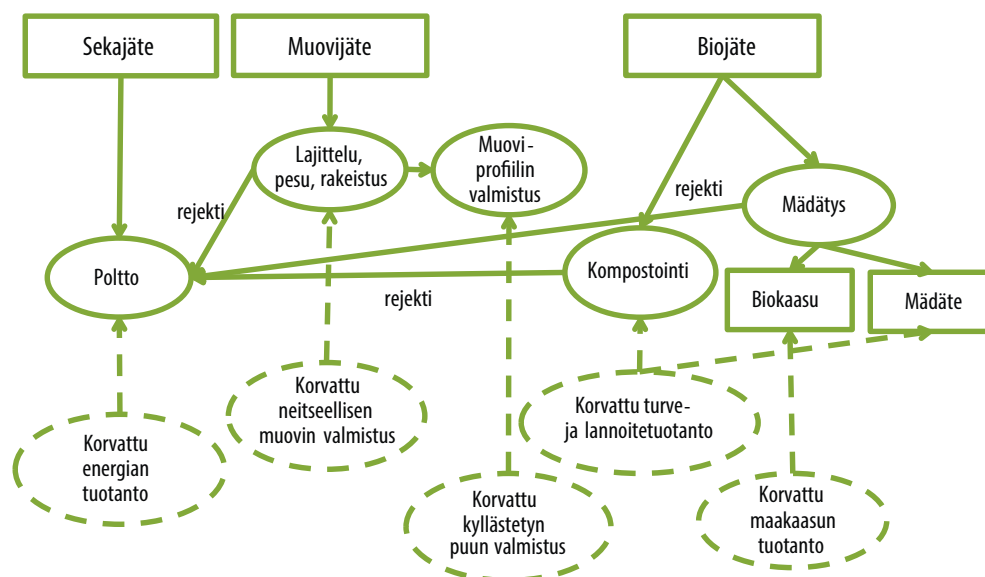 Sekajäte
Muovijäte
Biojäte
Lajittelu,
pesu, rakeistus
Muovi-
profiilin
valmistus
rejekti
rejekti
Mädätys
Poltto
Kompostointi
rejekti
Biokaasu
Mädäte
Korvattu
neitseellisen
muovin valmistus
Korvattu turve-
ja lannoitetuotanto
Korvattu
energian
tuotanto
Korvattu
kyllästetyn
puun valmistus
Korvattu
maakaasun
tuotanto